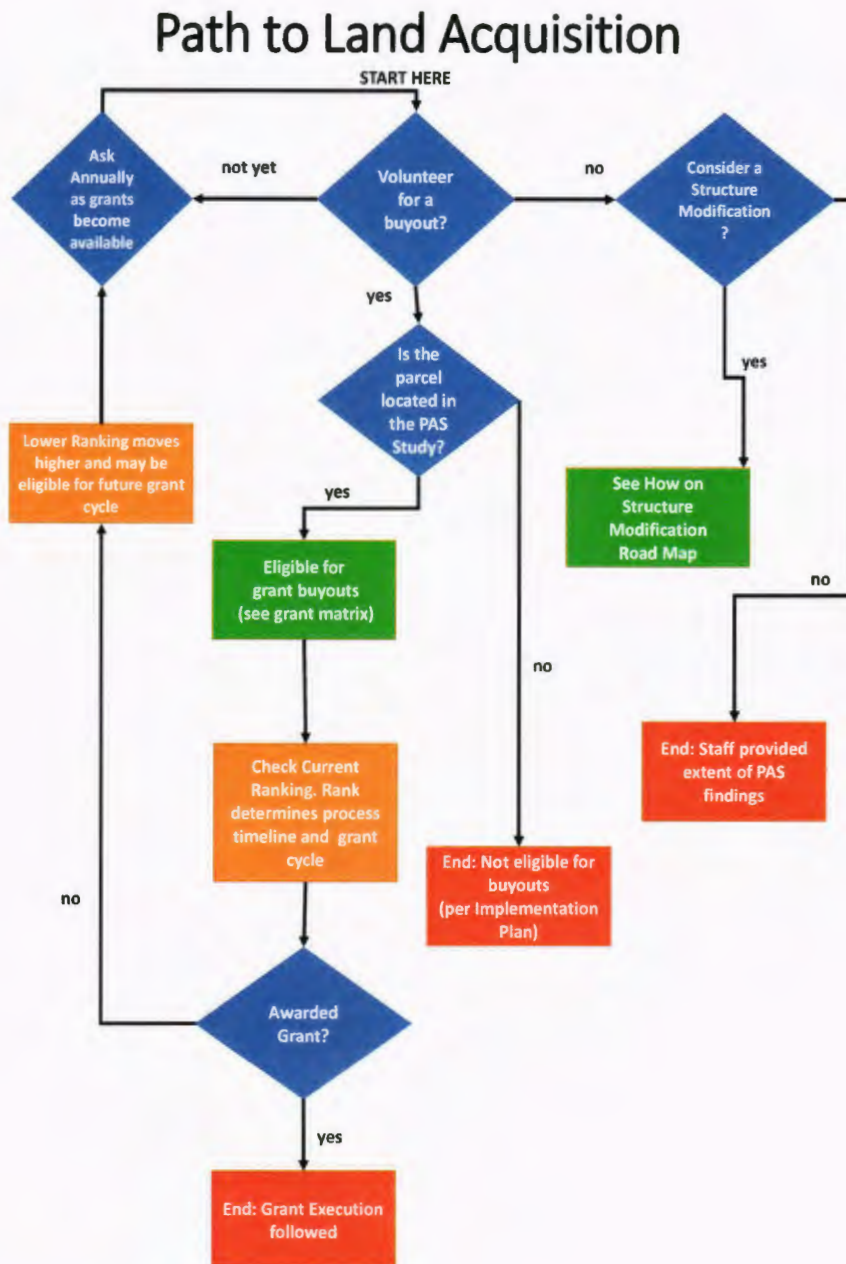 Path to Land Acquisition
START HERE
Ask
Annually
as grants
become
available
not yet
Volunteer
for a
buyout?
no
Consider a
Structure
Modification
?
yes
Is the
parcel
located in
the PAS
Study?
yes
Lower Ranking moves
higher and may be
eligible for future grant
cycle
yes
See How on
Structure
Modification
Road Map
Eligible for
grant buyouts
(see grant matrix)
no
no
End: Staff provided
extent of PAS
findings
Check Current
Ranking. Rank
determines process
timeline and grant
cycle
End: Not eligible for
buyouts
(per Implementation
Plan)
no
Awarded
Grant?
yes
End: Grant Execution
followed